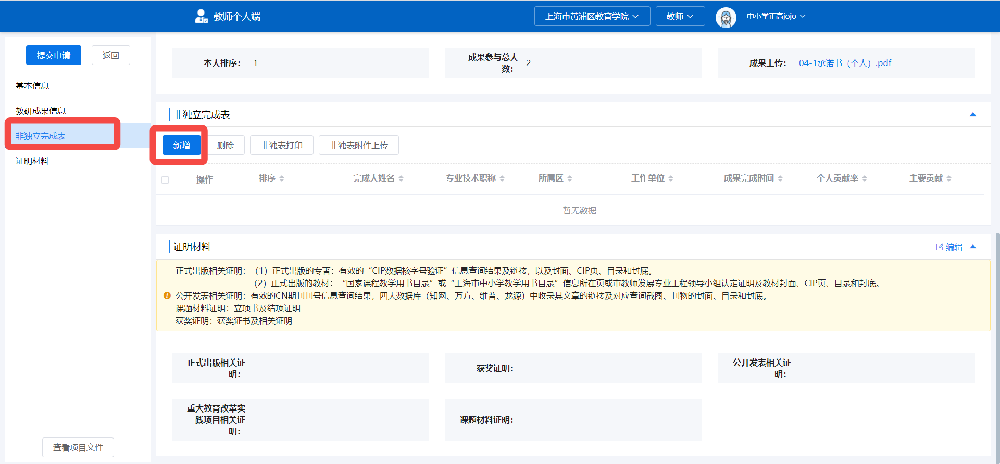 教师个人端
上海市黄浦区教育学院
教师
中小学正高jojo
提交申请
返回
基本信息
教研成果信息
非独立完成表
证明材料
查看项目文件
本人排序： 1
成果参与总人
数： 2
成果上传： 04-1承诺书（个人）.pdf
非独立完成表
新增 删除 非独表打印 非独表附件上传
操作 排序 完成人姓名 专业技术职称 所属区 工作单位 成果完成时间 个人贡献率 主要贡献
暂无数据
证明材料
编辑
正式出版相关证明：（1）正式出版的专著：有效的“CIP数据核字号验证”信息查询结果及链接，以及封面、CIP页、目录和封底。
（2）正式出版的教材：“国家课程教学用书目录”或“上海市中小学教学用书目录”信息所在页或市教师发展专业工程领导小组认定证明及教材封面、CIP页、目录和封底。
公开发表相关证明：有效的CN期刊刊号信息查询结果，四大数据库（知网、万方、维普、龙源）中收录其文章的链接及对应查询截图、刊物的封面、目录和封底。
课题材料证明：立项书及结项证明
获奖证明：获奖证书及相关证明
正式出版相关证
明：
获奖证明：
公开发表相关证
明：
重大教育改革实
践项目相关证
明：
课题材料证明：